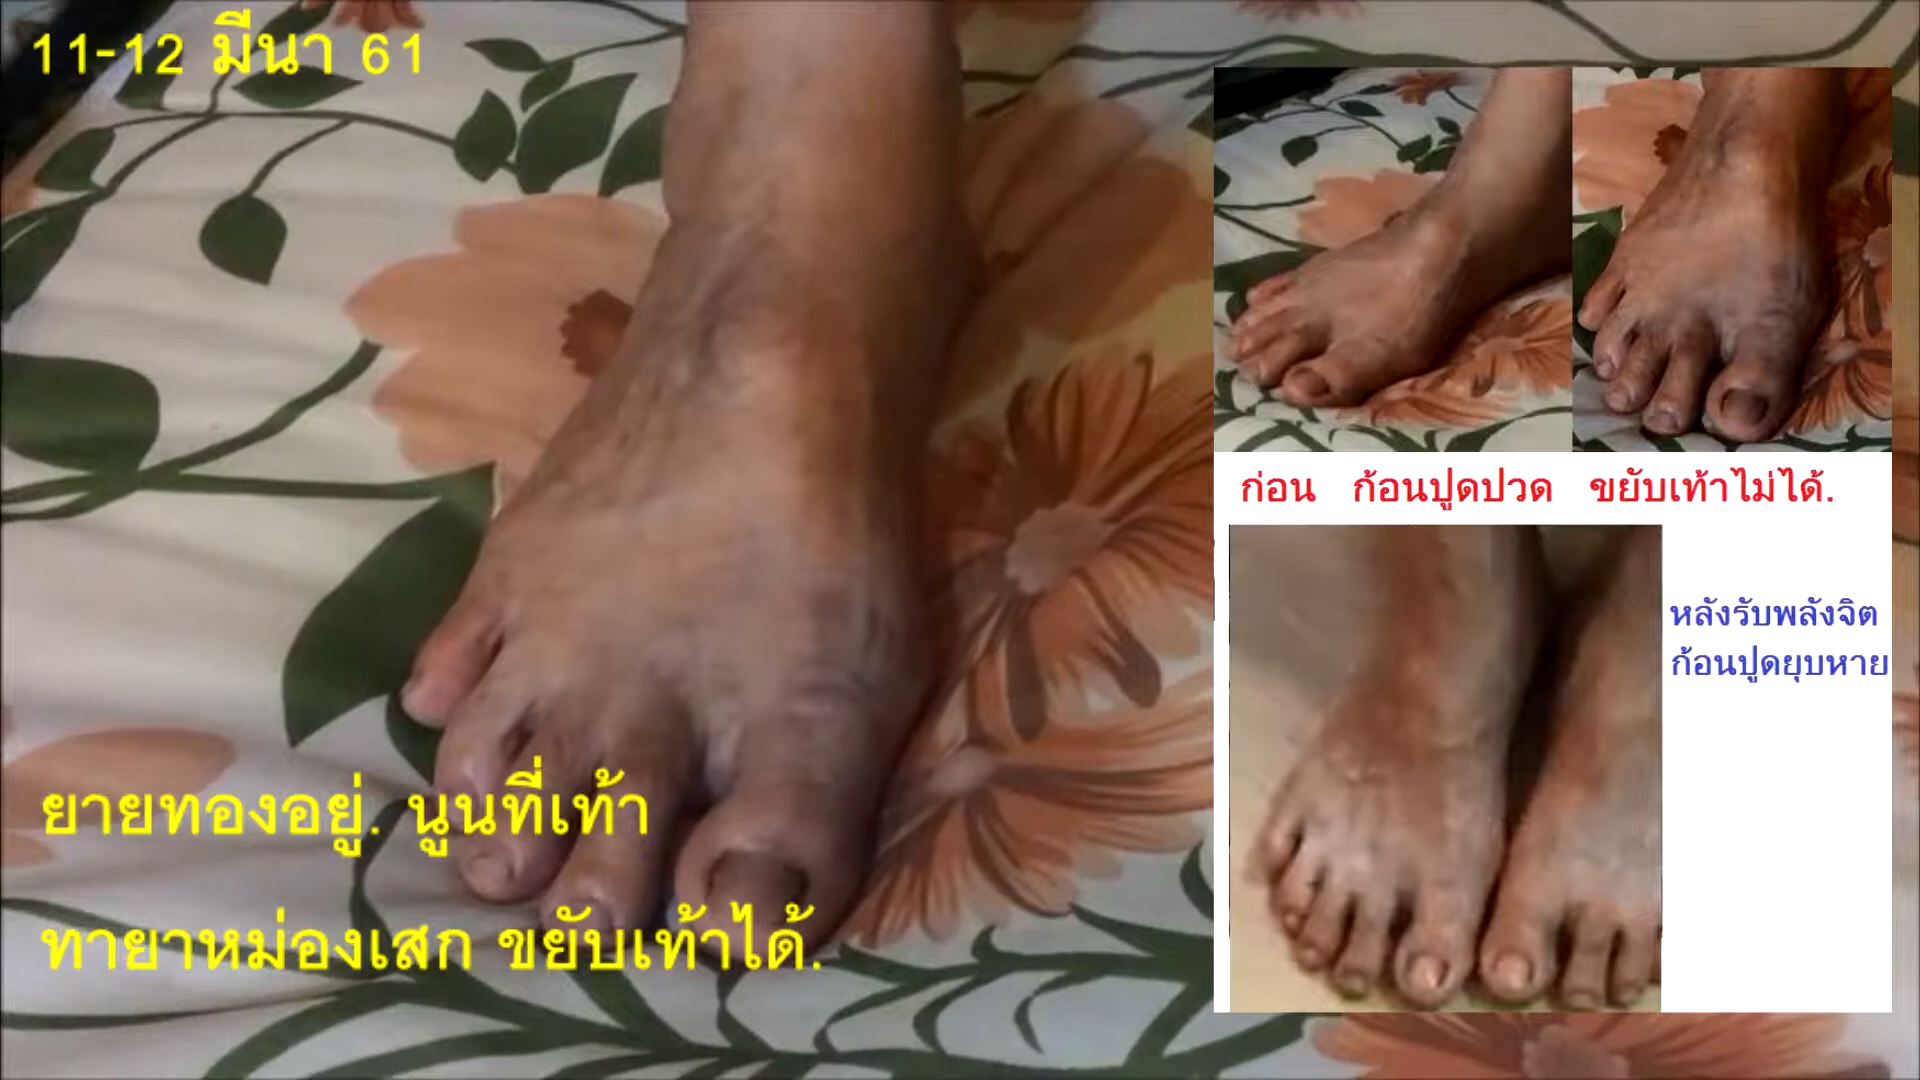 11-12 มีนา 61
ก่อน ก้อนปูดปวด ขยับเท้าไม่ได้.
หลังรับพลังจิต
ก้อนปูดยุบหาย
ยายทองอยู่. นูนที่เท้า
ทายาหม่องเสก ขยับเท้าได้.